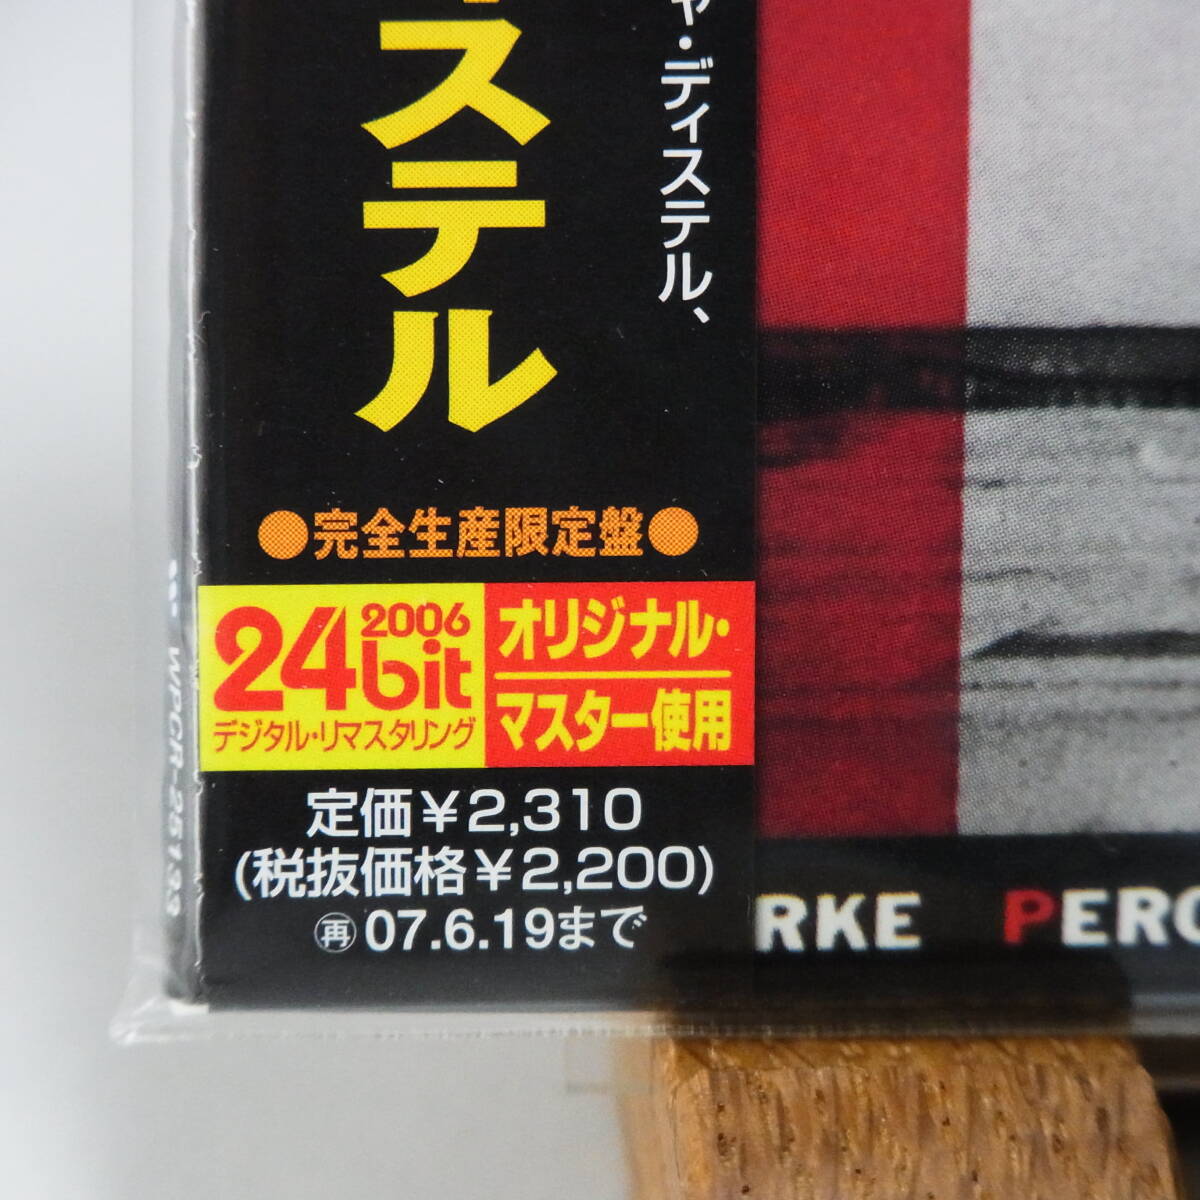 ャ・ディステル、
ィステル
●完全生産限定盤●
24bit 2006
デジタル・リマスタリング
オリジナル・
マスター使用
定価¥2,310
(税抜価格¥2,200)
再 07.6.19まで
WPCR-25193
RKE PERC